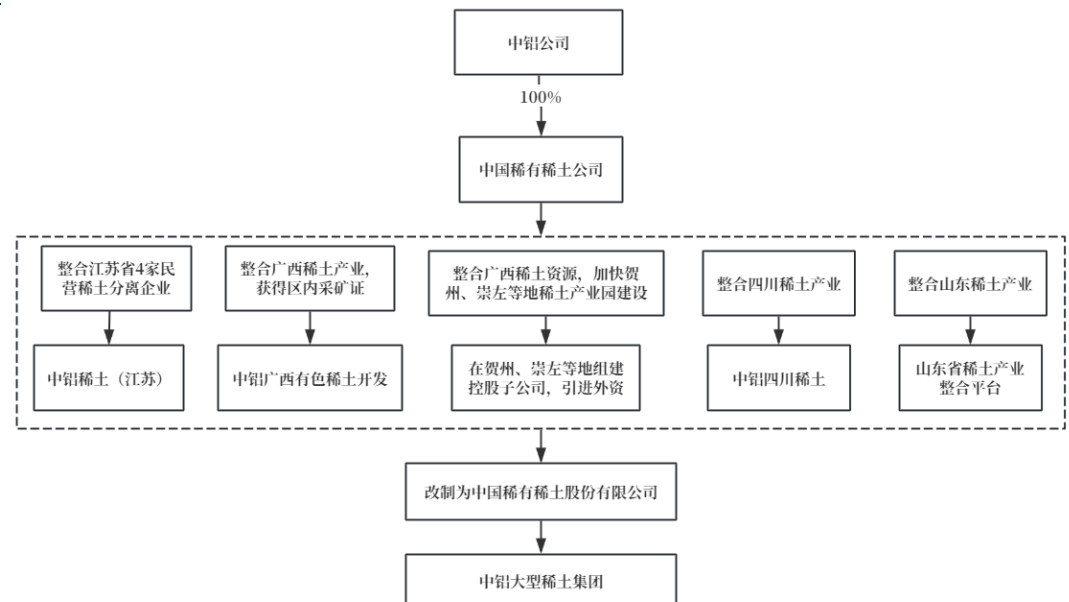 中铝公司
100%
中国稀有稀土公司
整合江苏省4家民
营稀土分离企业
整合广西稀土产业，
获得区内采矿证
整合广西稀土资源，加快贺
州、崇左等地稀土产业园建设
整合四川稀土产业
整合山东稀土产业
中铝稀土（江苏）
中铝广西有色稀土开发
在贺州、崇左等地组建
控股子公司，引进外资
中铝四川稀土
山东省稀土产业
整合平台
改制为中国稀有稀土股份有限公司
中铝大型稀土集团